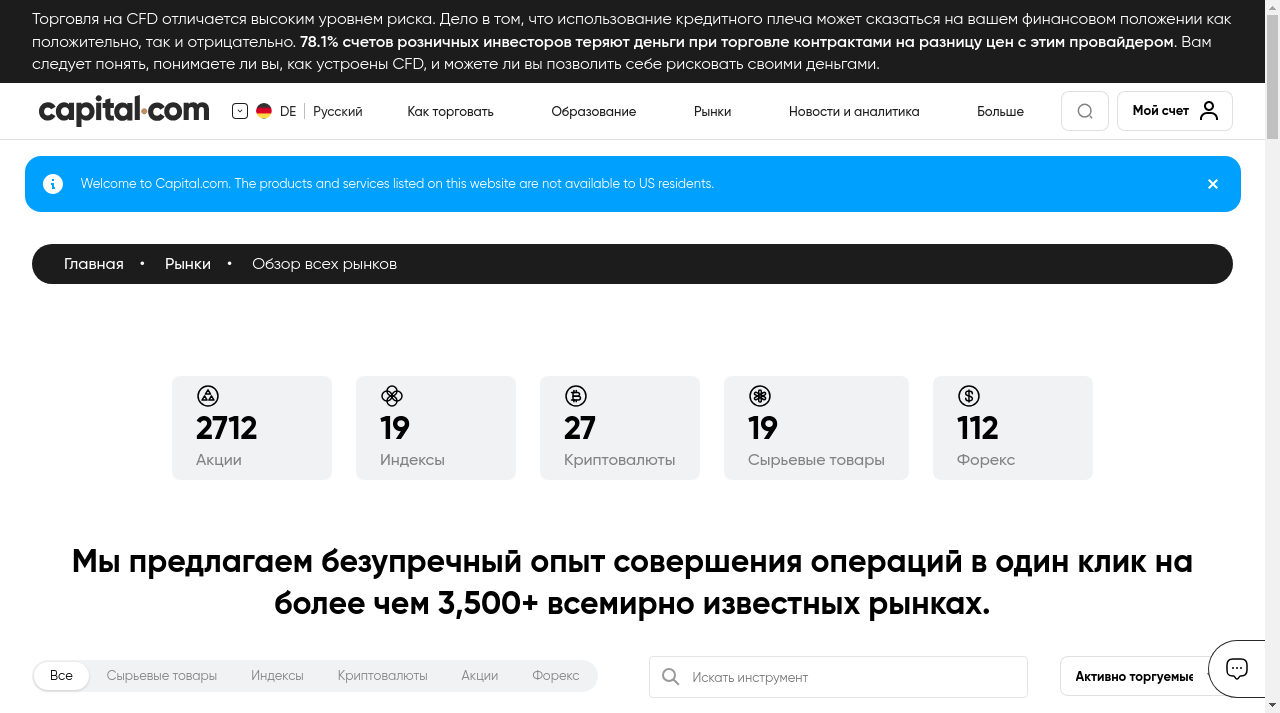 Торговля на CFD отличается высоким уровнем риска. Дело в том, что использование кредитного плеча может сказаться на вашем финансовом положении как
положительно, так и отрицательно. 78.1% счетов розничных инвесторов теряют деньги при торговле контрактами на разницу цен с этим провайдером. Вам
следует понять, понимаете ли вы, как устроены CFD, и можете ли вы позволить себе рисковать своими деньгами.
capital.com DE Русский Как торговать Образование Рынки Новости и аналитика Больше Мой счет
Welcome to Capital.com. The products and services listed on this website are not available to US residents.
Главная • Рынки • Обзор всех рынков
2712 19 27 19 112
Акции Индексы Криптовалюты Сырьевые товары Форекс
Мы предлагаем безупречный опыт совершения операций в один клик на
более чем 3,500+ всемирно известных рынках.
Все Сырьевые товары Индексы Криптовалюты Акции Форекс Искать инструмент Активно торгуемые